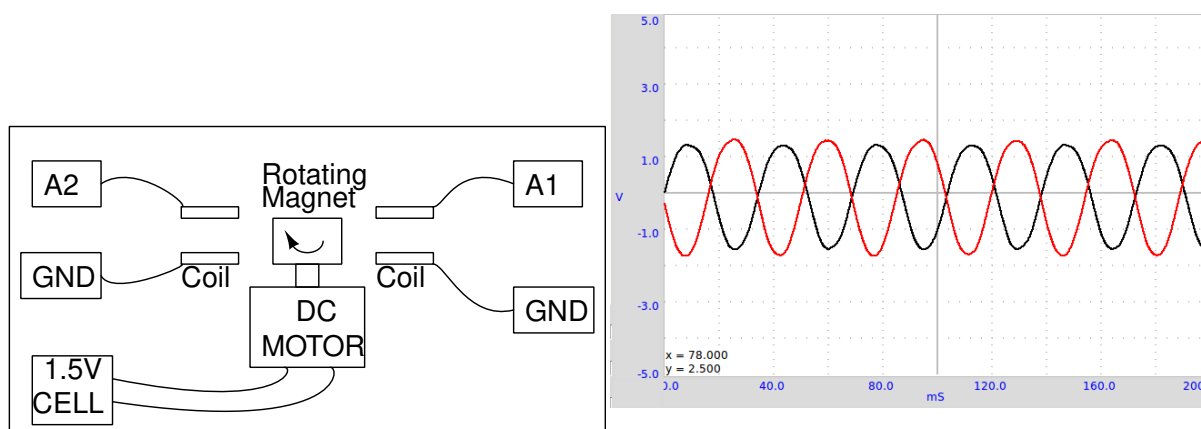 A2
Rotating
Magnet
A1
GND
Coil
Coil
GND
DC
MOTOR
1.5V
CELL
5.0
3.0
1.0
V
-1.0
-3.0
-5.0
x = 78.000
y = 2.500
0.0 40.0 80.0 120.0 160.0 200
mS